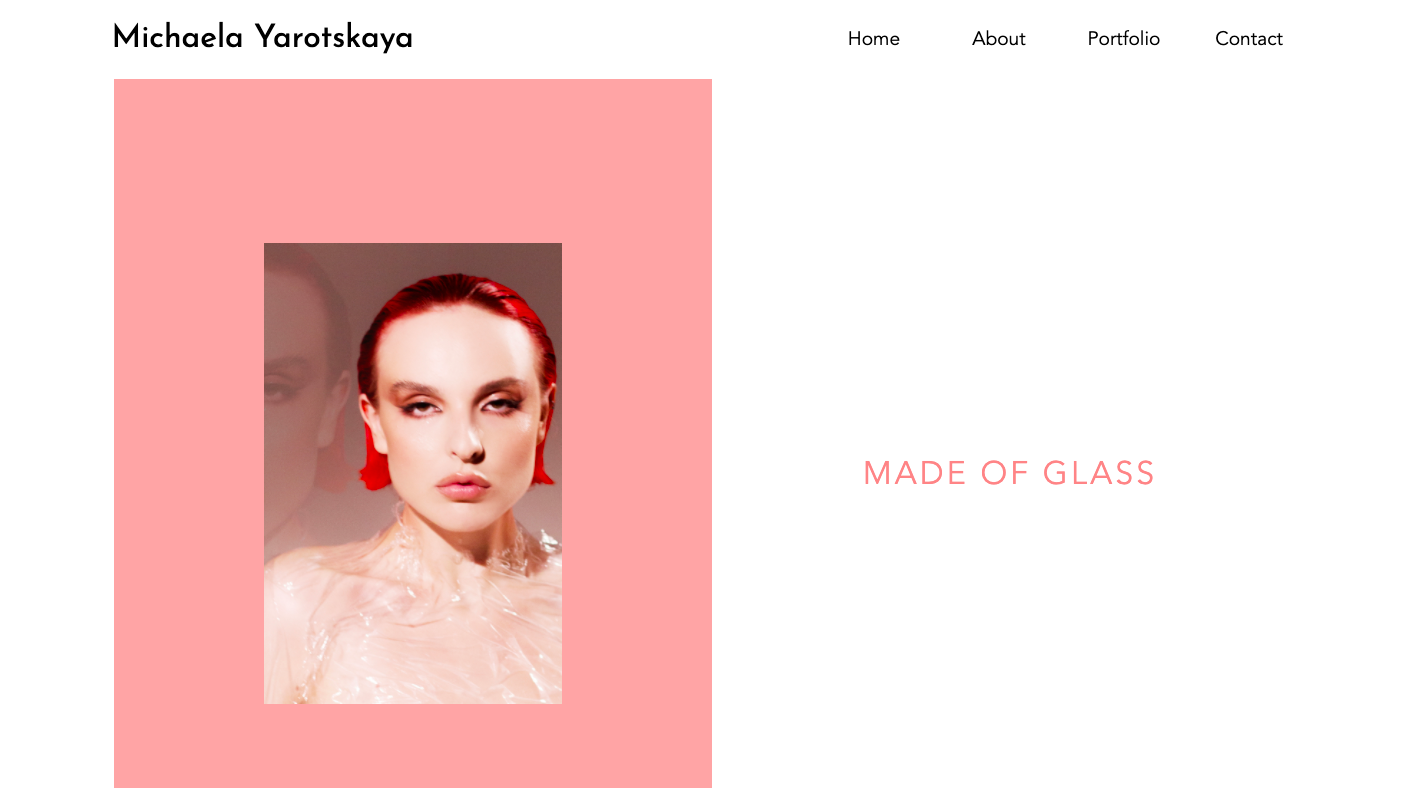 Michaela Yarotskaya
Home About Portfolio Contact
MADE OF GLASS